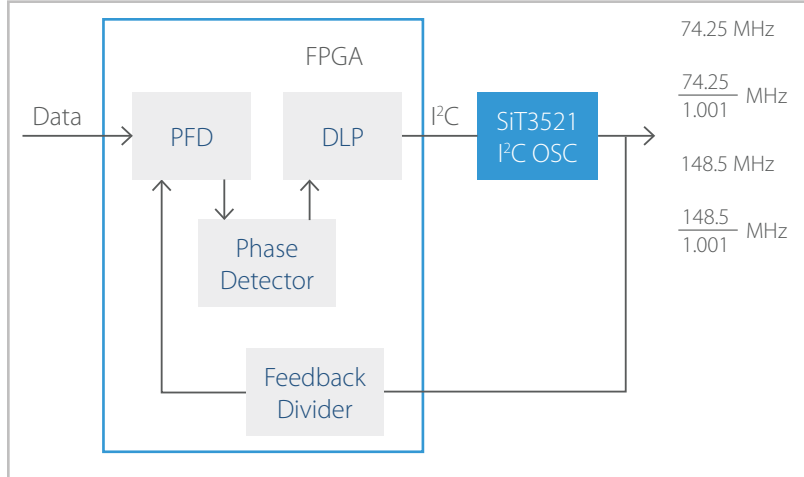 FPGA
Data
PFD
DLP
I²C
SiT3521
I²C OSC
Phase
Detector
Feedback
Divider
74.25 MHz
74.25
1.001 MHz
148.5 MHz
148.5
1.001 MHz